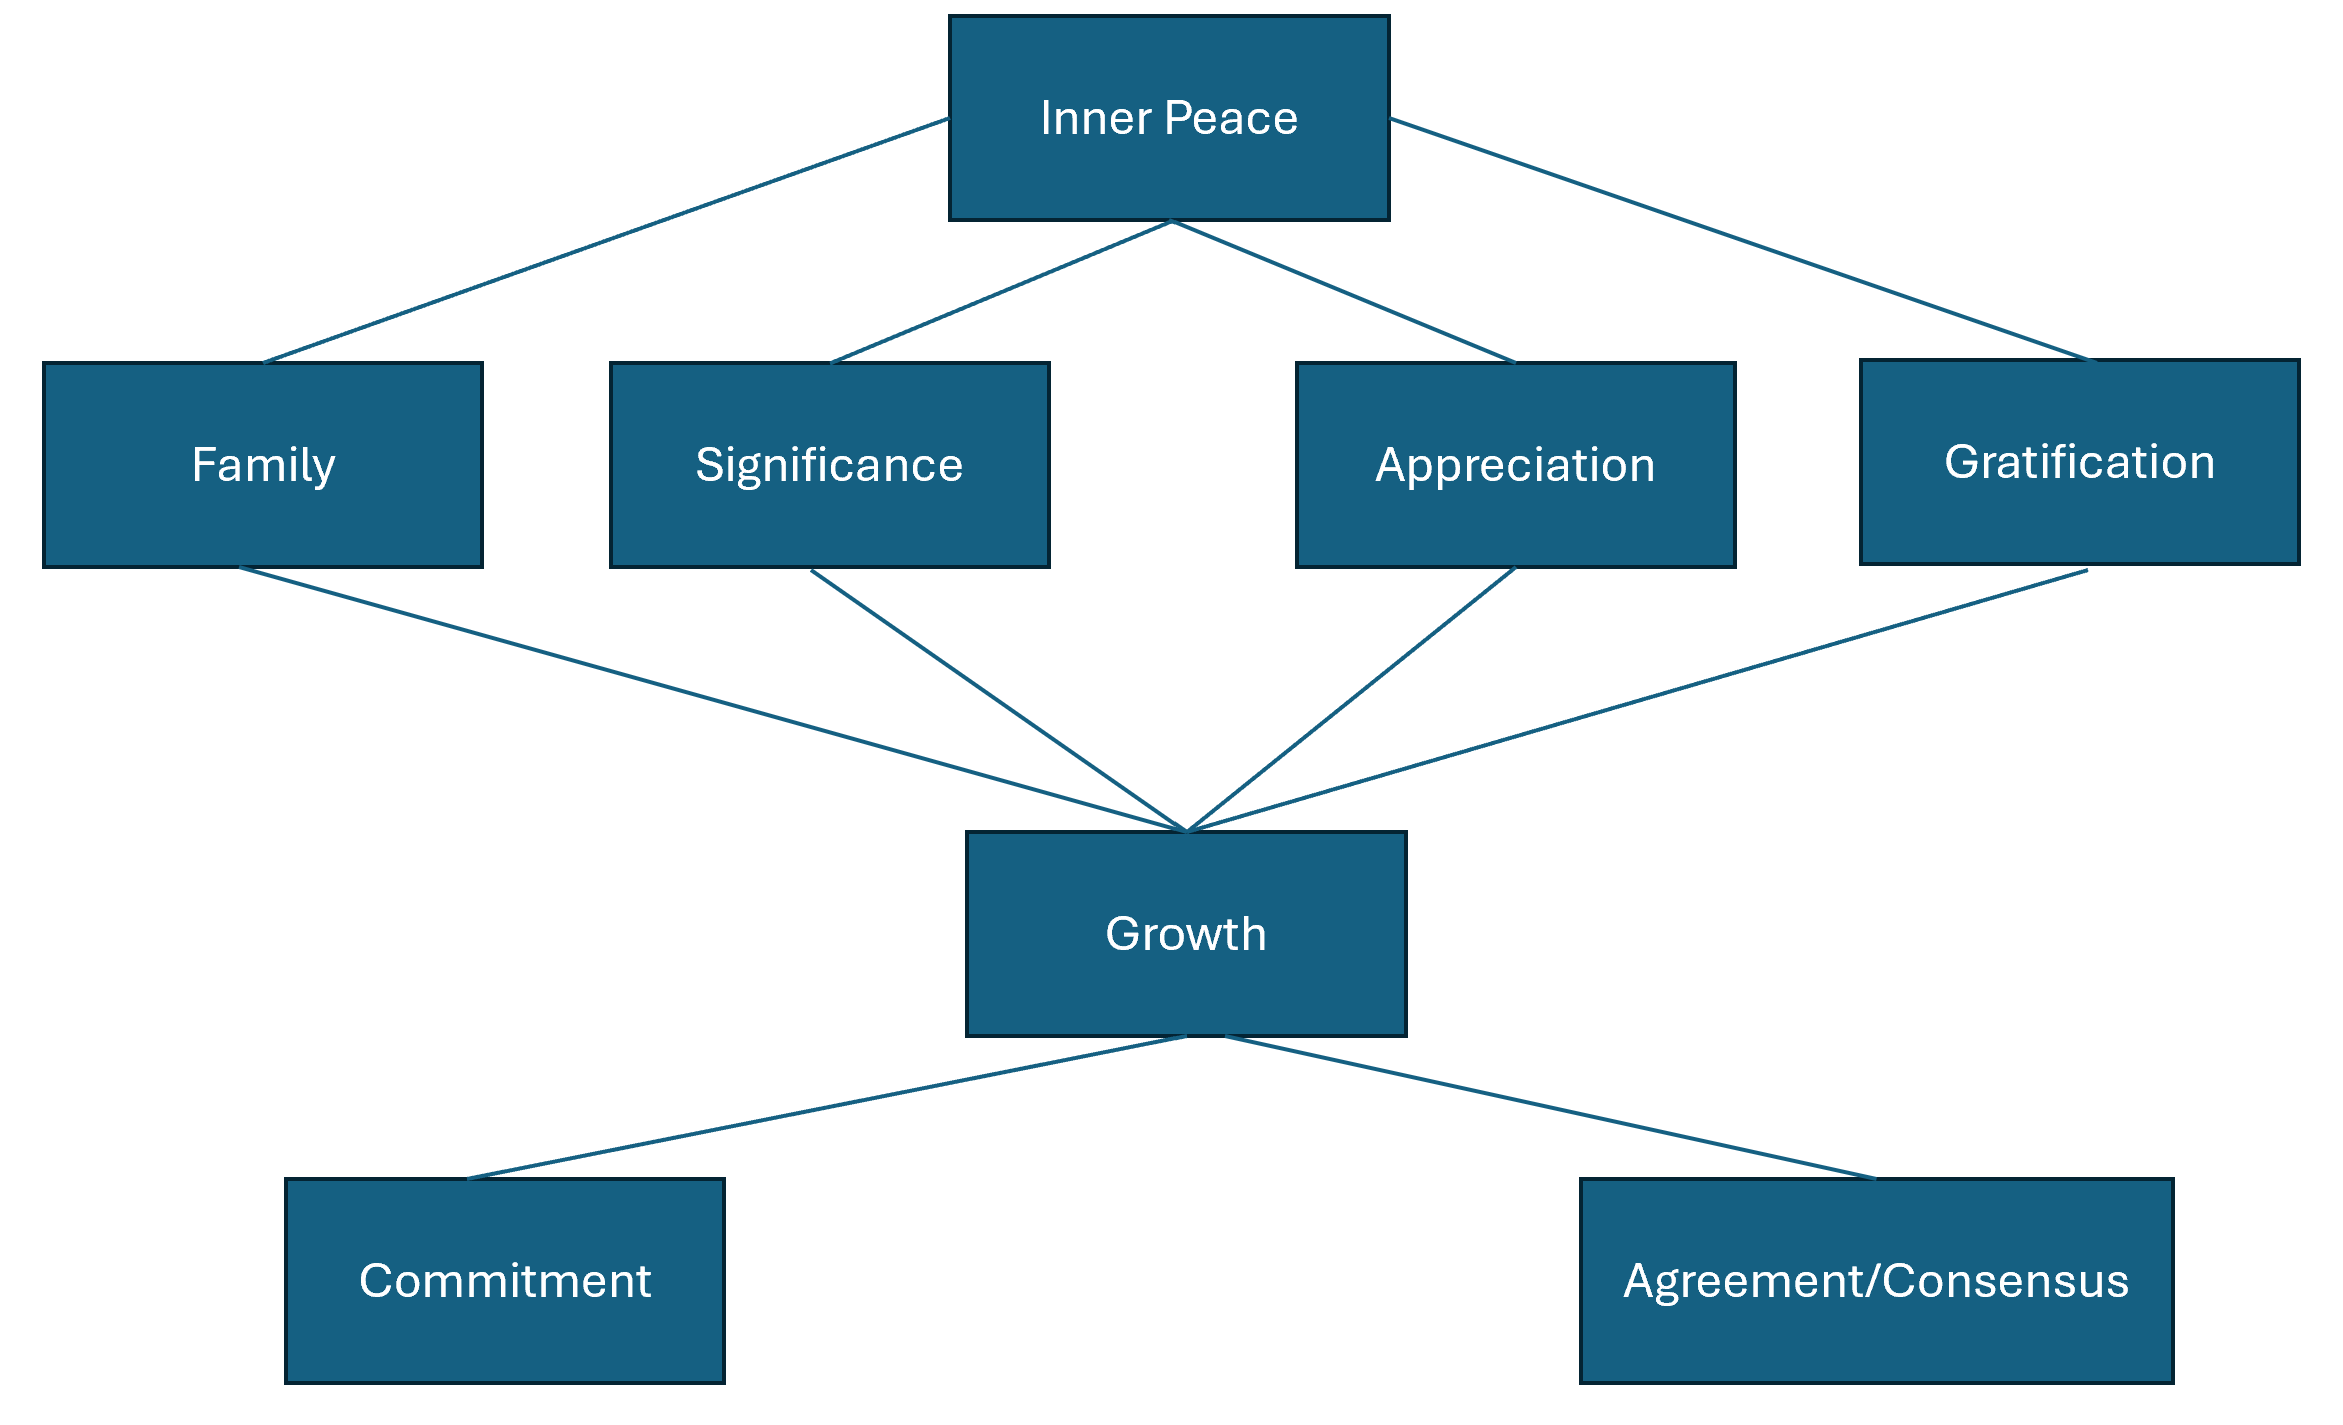 Inner Peace
Family
Significance
Appreciation
Gratification
Growth
Commitment
Agreement/Consensus